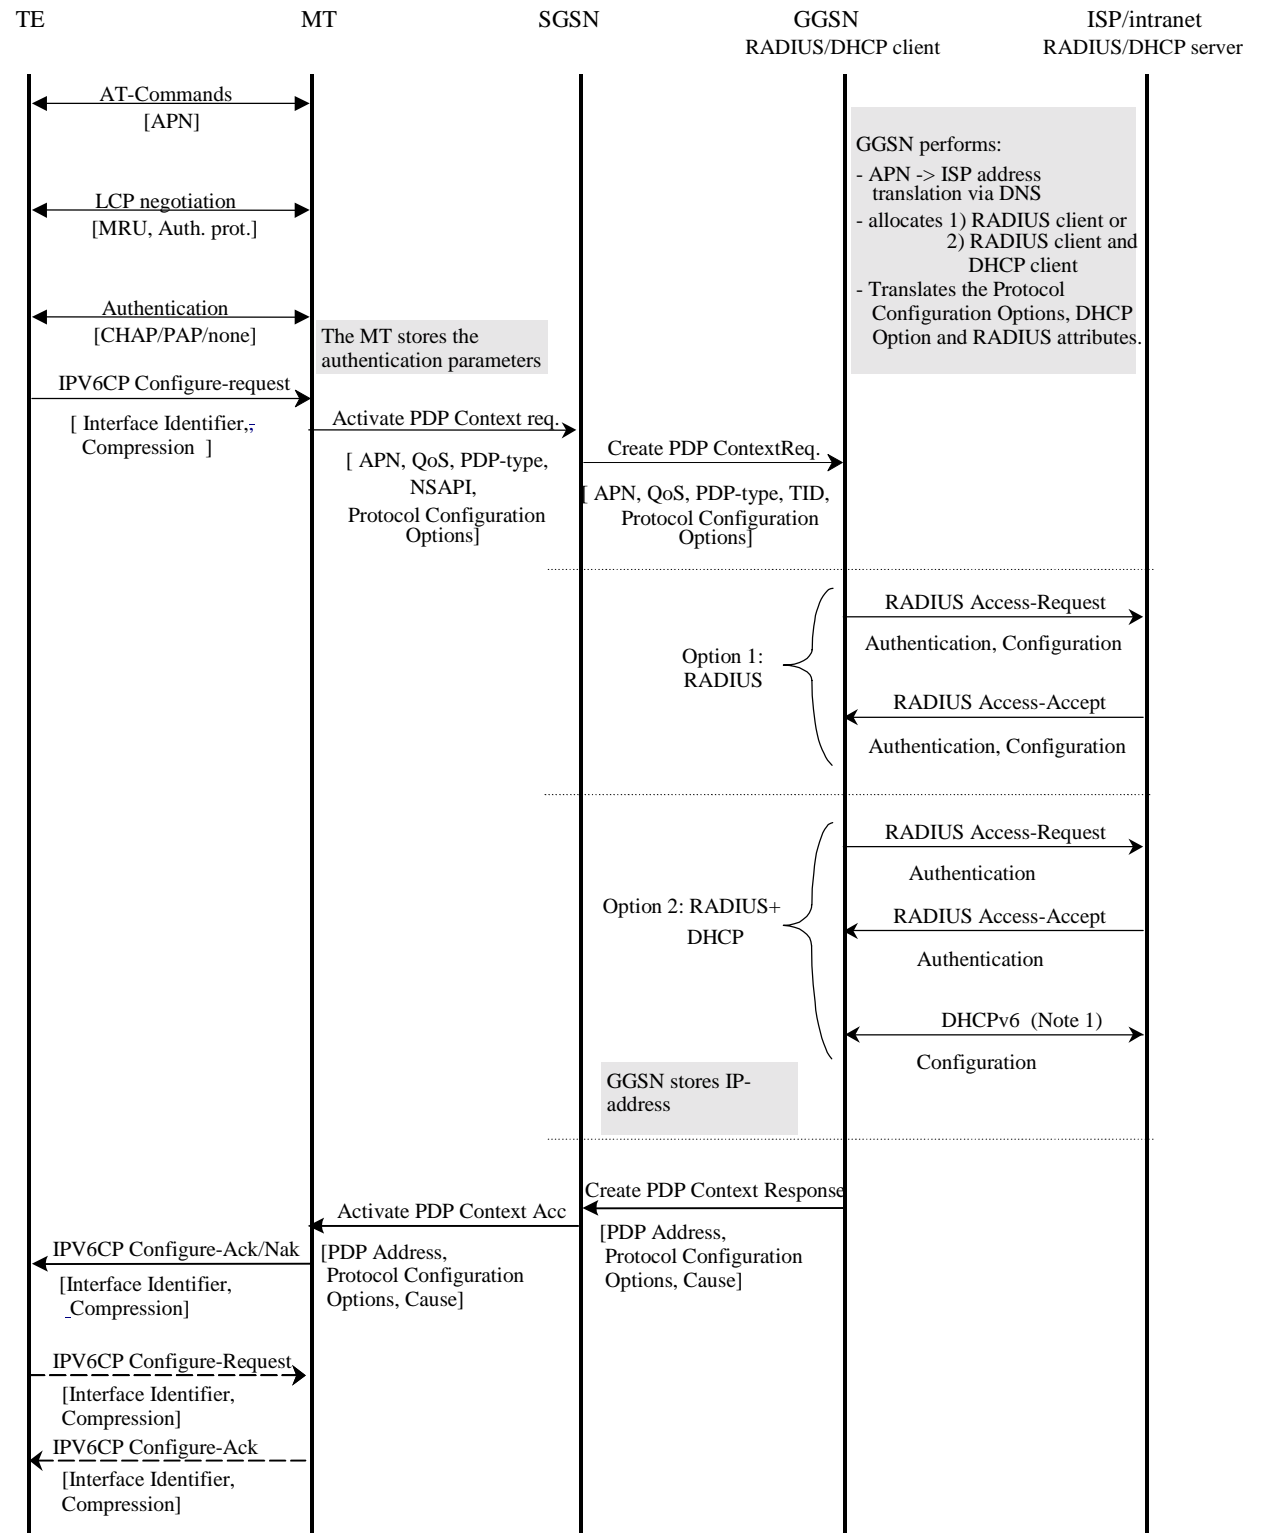 TE MT SGSN GGSN ISP/intranet
RADIUS/DHCP client RADIUS/DHCP server
AT-Commands
[APN]
GGSN performs:
- APN -> ISP address
translation via DNS
- allocates 1) RADIUS client or
2) RADIUS client and
DHCP client
- Translates the Protocol
Configuration Options, DHCP
Option and RADIUS attributes.
LCP negotiation
[MRU, Auth. prot.]
Authentication
[CHAP/PAP/none]
The MT stores the
authentication parameters
IPV6CP Configure-request
[ Interface Identifier,,
Compression ]
Activate PDP Context req.
[ APN, QoS, PDP-type,
NSAPI,
Protocol Configuration
Options]
Create PDP ContextReq.
[ APN, QoS, PDP-type, TID,
Protocol Configuration
Options]
RADIUS Access-Request
Authentication, Configuration
Option 1:
RADIUS
RADIUS Access-Accept
Authentication, Configuration
RADIUS Access-Request
Authentication
Option 2: RADIUS+
DHCP
RADIUS Access-Accept
Authentication
DHCPv6 (Note 1)
Configuration
GGSN stores IP-
address
Create PDP Context Response
[PDP Address,
Protocol Configuration
Options, Cause]
Activate PDP Context Acc
[PDP Address,
Protocol Configuration
Options, Cause]
IPV6CP Configure-Ack/Nak
[Interface Identifier,
Compression]
IPV6CP Configure-Request
[Interface Identifier,
Compression]
IPV6CP Configure-Ack
[Interface Identifier,
Compression]